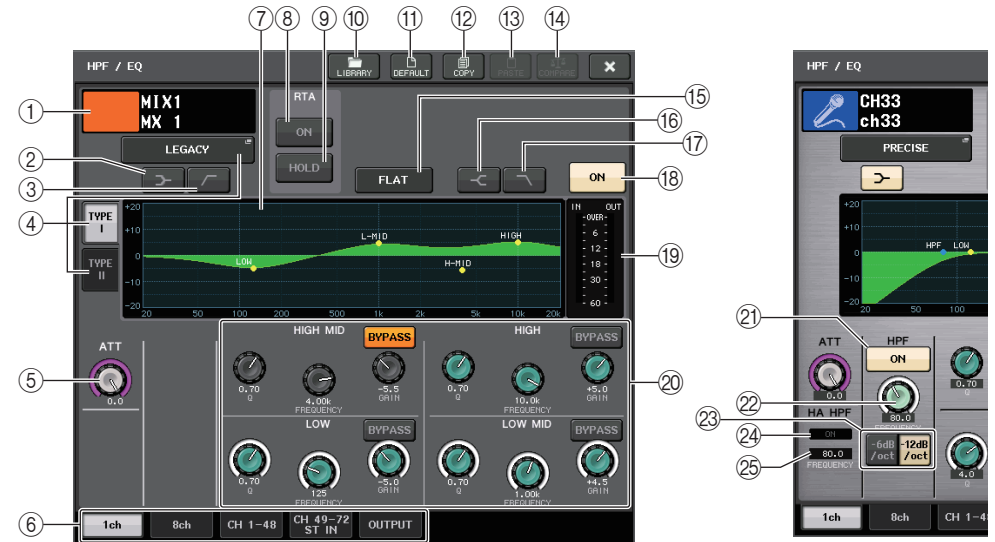 ⑦ ⑧ ⑨ ⑩ ⑪ ⑫ ⑬ ⑭
HPF / EQ
LIBRARY
DEFAULT
COPY
PASTE
COMPARE
×
① MIX1
MX 1
RTA
ON
HOLD
LEGACY
②
③
FLAT
⑮
⑯
⑰
ON
⑱
④
TYPE
I
TYPE
II
+20
+10
0
-10
-20
LOW
L-MID
H-MID
HIGH
20 50 100 200 500 1k 2k 5k 10k 20k
IN OUT
-OVER-
6
12
18
30
60
⑲
⑤
ATT
0.0
HIGH MID
BYPASS
0.70
Q
4.00k
FREQUENCY
-5.5
GAIN
HIGH
BYPASS
0.70
Q
10.0k
FREQUENCY
+5.0
GAIN
⑳
LOW
BYPASS
0.70
Q
125
FREQUENCY
-5.0
GAIN
LOW MID
BYPASS
0.70
Q
1.00k
FREQUENCY
+4.5
GAIN
⑥
1ch
8ch
CH 1-48
CH 49-72
ST IN
OUTPUT
HPF / EQ
CH33
ch33
PRECISE
+20
+10
0
-10
-20
HPF LOW
20 50 100
㉑
ATT
0.0
HPF
ON
㉒
80.0
FREQUENCY
0.70
Q
㉓
-6dB
/oct
-12dB
/oct
HA HPF
㉔
ON
㉕
80.0
FREQUENCY
4.0
Q
1ch
8ch
CH 1-48